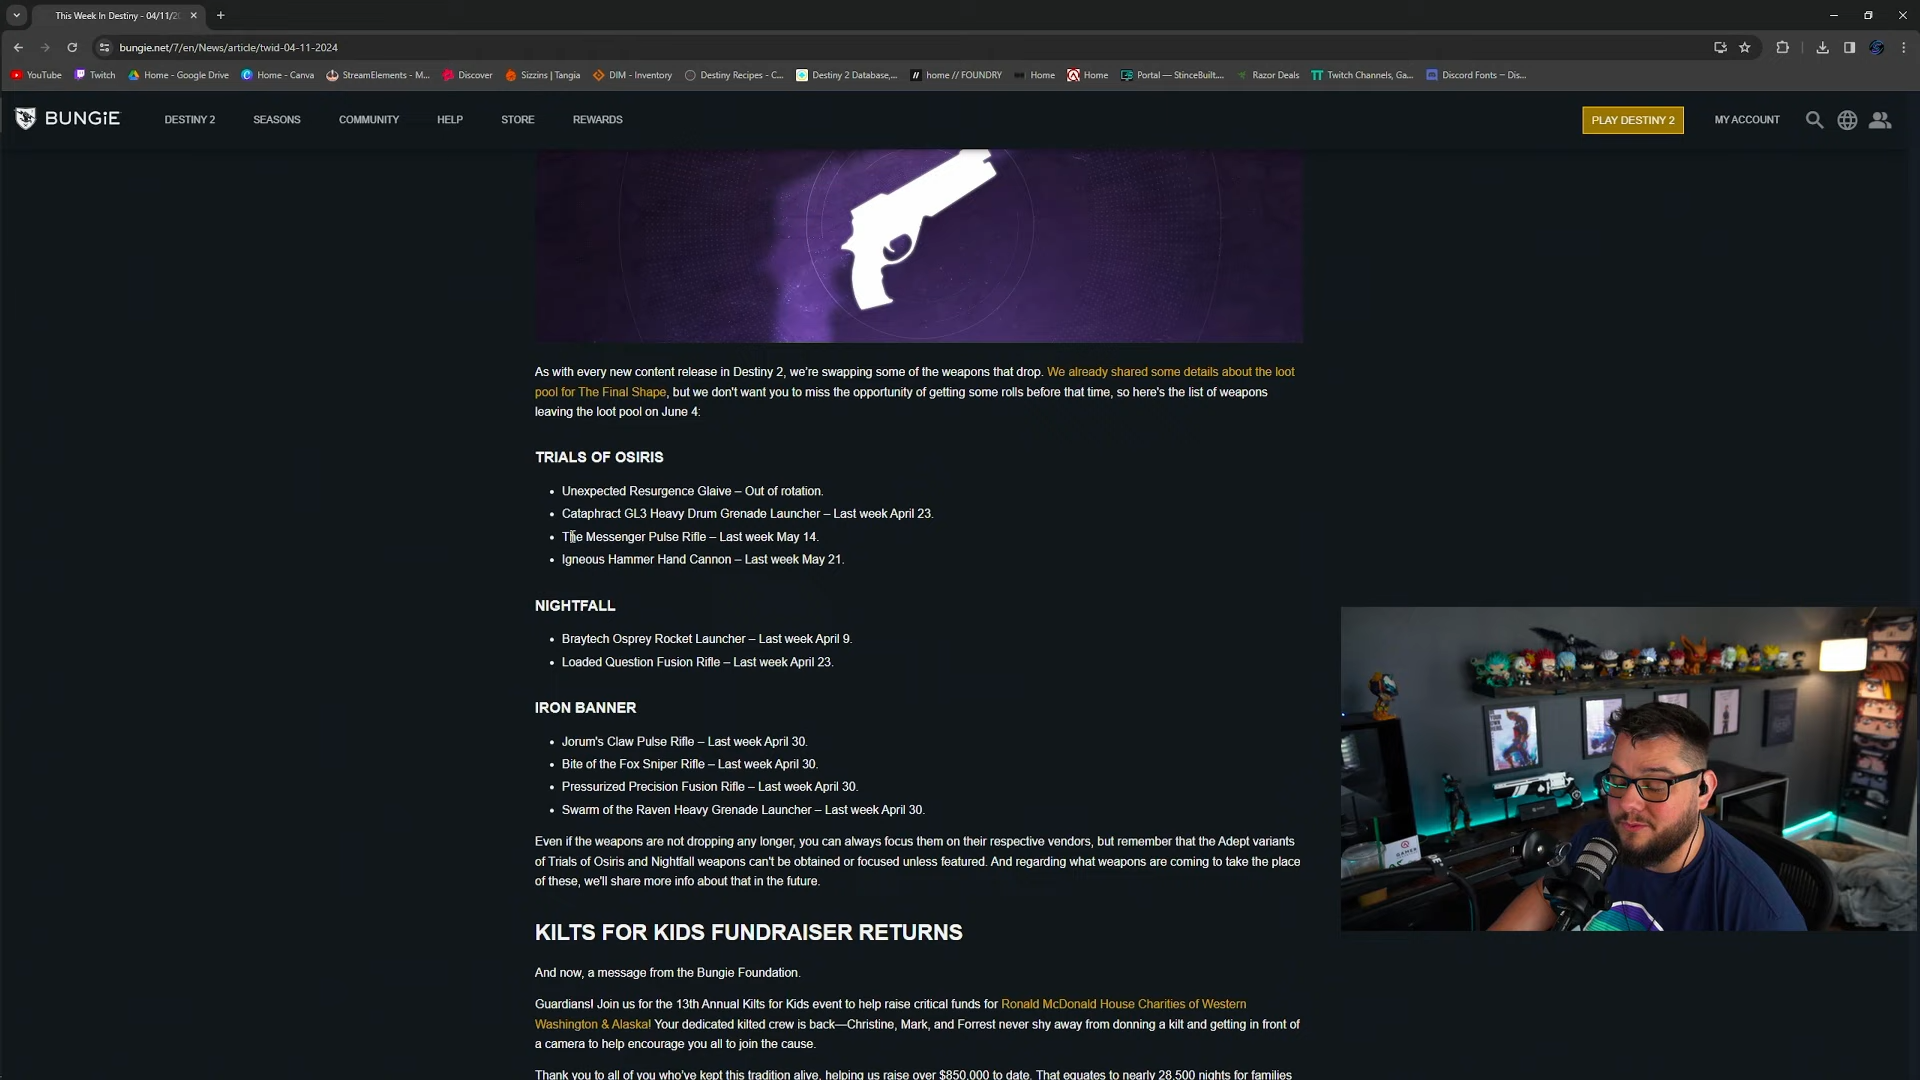 This Week In Destiny - 04/11/2
bungie.net/7/en/News/article/twid-04-11-2024
YouTube Twitch Home - Google Drive Home - Canva StreamElements - M... Discover Sizzins | Tangia DIM - Inventory Destiny Recipes - C... Destiny 2 Database,... home // FOUNDRY Home Home Portal — StinceBuilt.... Razor Deals Twitch Channels, Ga... Discord Fonts – Dis...
BUNGiE DESTINY 2 SEASONS COMMUNITY HELP STORE REWARDS PLAY DESTINY 2 MY ACCOUNT
As with every new content release in Destiny 2, we're swapping some of the weapons that drop. We already shared some details about the loot
pool for The Final Shape, but we don't want you to miss the opportunity of getting some rolls before that time, so here's the list of weapons
leaving the loot pool on June 4:
TRIALS OF OSIRIS
• Unexpected Resurgence Glaive – Out of rotation.
• Cataphract GL3 Heavy Drum Grenade Launcher – Last week April 23.
• The Messenger Pulse Rifle – Last week May 14.
• Igneous Hammer Hand Cannon – Last week May 21.
NIGHTFALL
• Braytech Osprey Rocket Launcher – Last week April 9.
• Loaded Question Fusion Rifle – Last week April 23.
IRON BANNER
• Jorum's Claw Pulse Rifle – Last week April 30.
• Bite of the Fox Sniper Rifle – Last week April 30.
• Pressurized Precision Fusion Rifle – Last week April 30.
• Swarm of the Raven Heavy Grenade Launcher – Last week April 30.
Even if the weapons are not dropping any longer, you can always focus them on their respective vendors, but remember that the Adept variants
of Trials of Osiris and Nightfall weapons can't be obtained or focused unless featured. And regarding what weapons are coming to take the place
of these, we'll share more info about that in the future.
KILTS FOR KIDS FUNDRAISER RETURNS
And now, a message from the Bungie Foundation.
Guardians! Join us for the 13th Annual Kilts for Kids event to help raise critical funds for Ronald McDonald House Charities of Western
Washington & Alaska! Your dedicated kilted crew is back—Christine, Mark, and Forrest never shy away from donning a kilt and getting in front of
a camera to help encourage you all to join the cause.
Thank you to all of you who've kept this tradition alive, helping us raise over $850,000 to date. That equates to nearly 28,500 nights for families